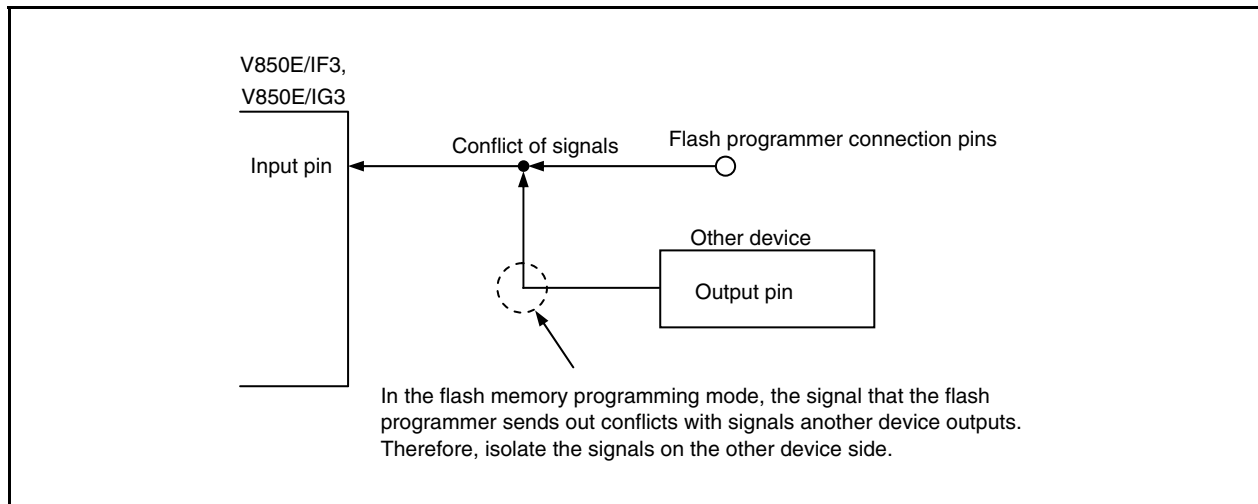 V850E/IF3,
V850E/IG3
Conflict of signals
Flash programmer connection pins
Input pin
Other device
Output pin
In the flash memory programming mode, the signal that the flash
programmer sends out conflicts with signals another device outputs.
Therefore, isolate the signals on the other device side.